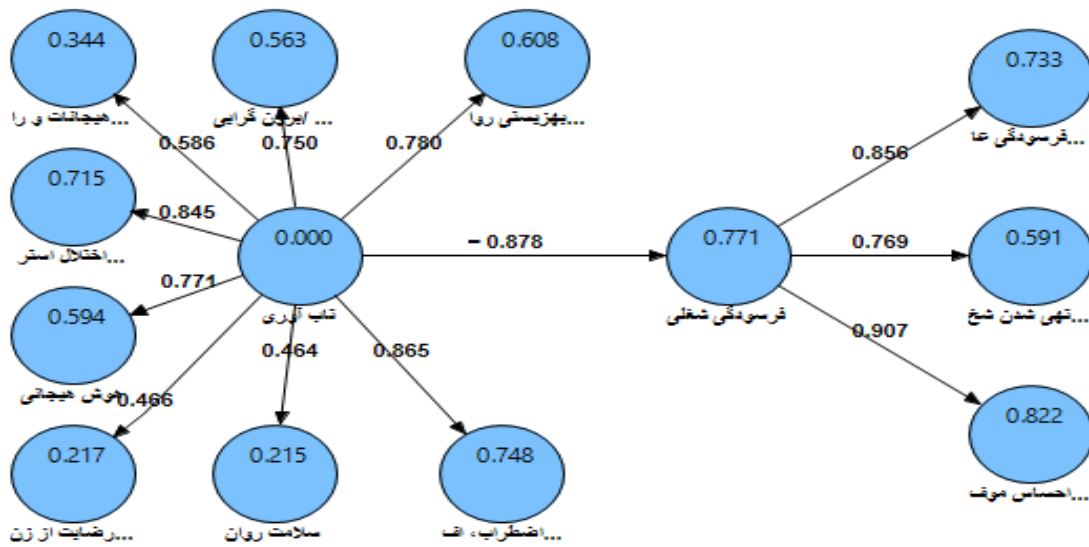 0.344
هیجانات و را...
0.563
برون گرایی/ ...
0.608
بهزیستی روا...
0.733
فرسودگی عا...
0.586
0.750
0.780
0.856
0.715
اختلال استر...
0.845
0.000
تاب آوری
− 0.878
0.771
فرسودگی شغلی
0.769
0.591
تهی شدن شخ...
0.594
هوش هیجانی
0.771
0.466
0.464
0.865
0.907
0.217
رضایت از زن...
0.215
سلامت روان
0.748
اضطراب، اف...
0.822
احساس موف...